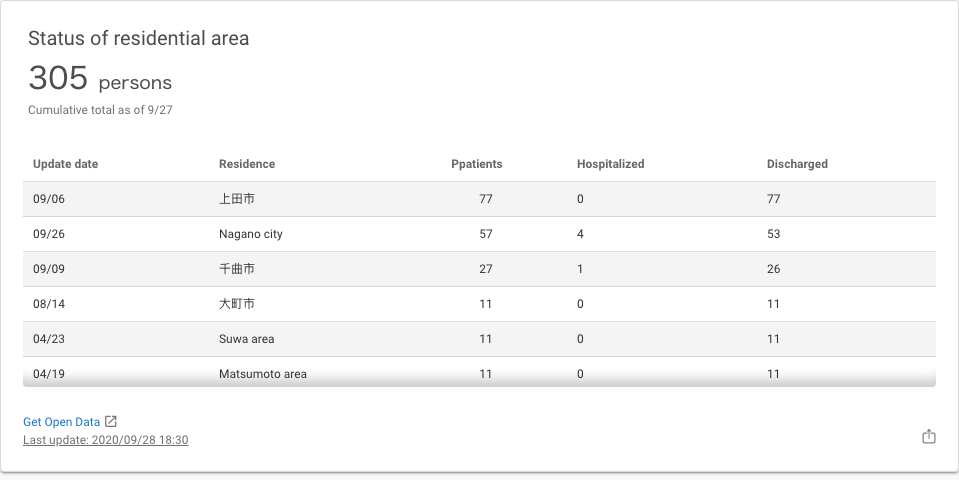 Status of residential area
305 persons
Cumulative total as of 9/27
Update date Residence Ppatients Hospitalized Discharged
09/06 上田市 77 0 77
09/26 Nagano city 57 4 53
09/09 千曲市 27 1 26
08/14 大町市 11 0 11
04/23 Suwa area 11 0 11
04/19 Matsumoto area 11 0 11
Get Open Data
Last update: 2020/09/28 18:30